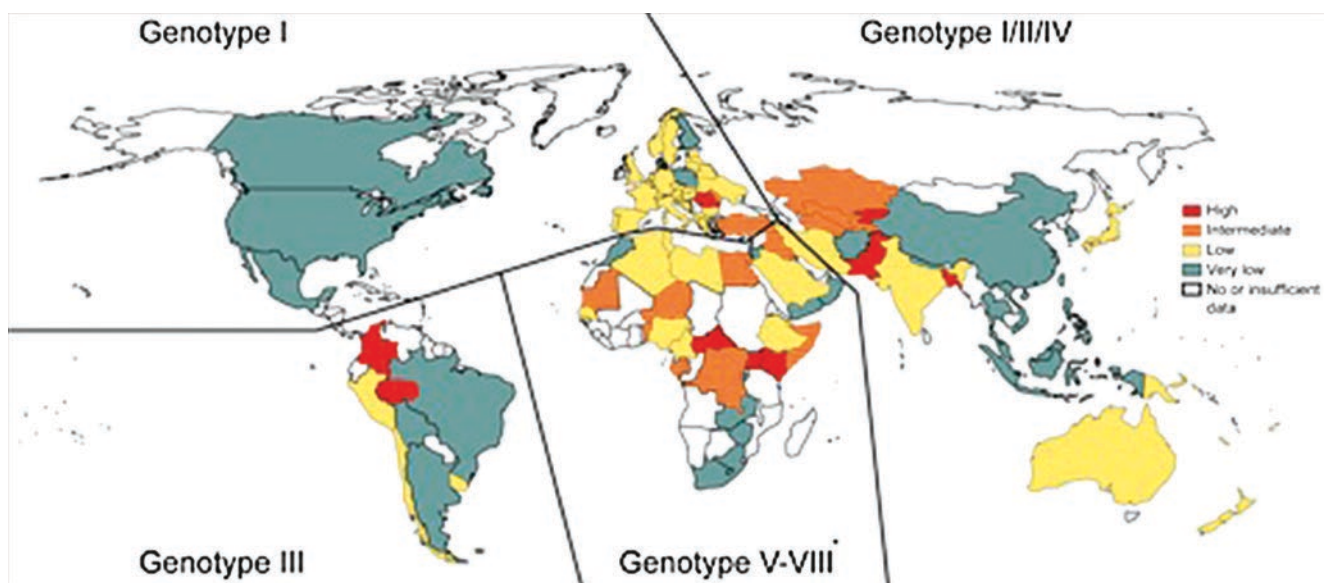 Genotype I
Genotype I/II/IV
High
Intermediate
Low
Very low
No or insufficient
data
Genotype III
Genotype V-VIII